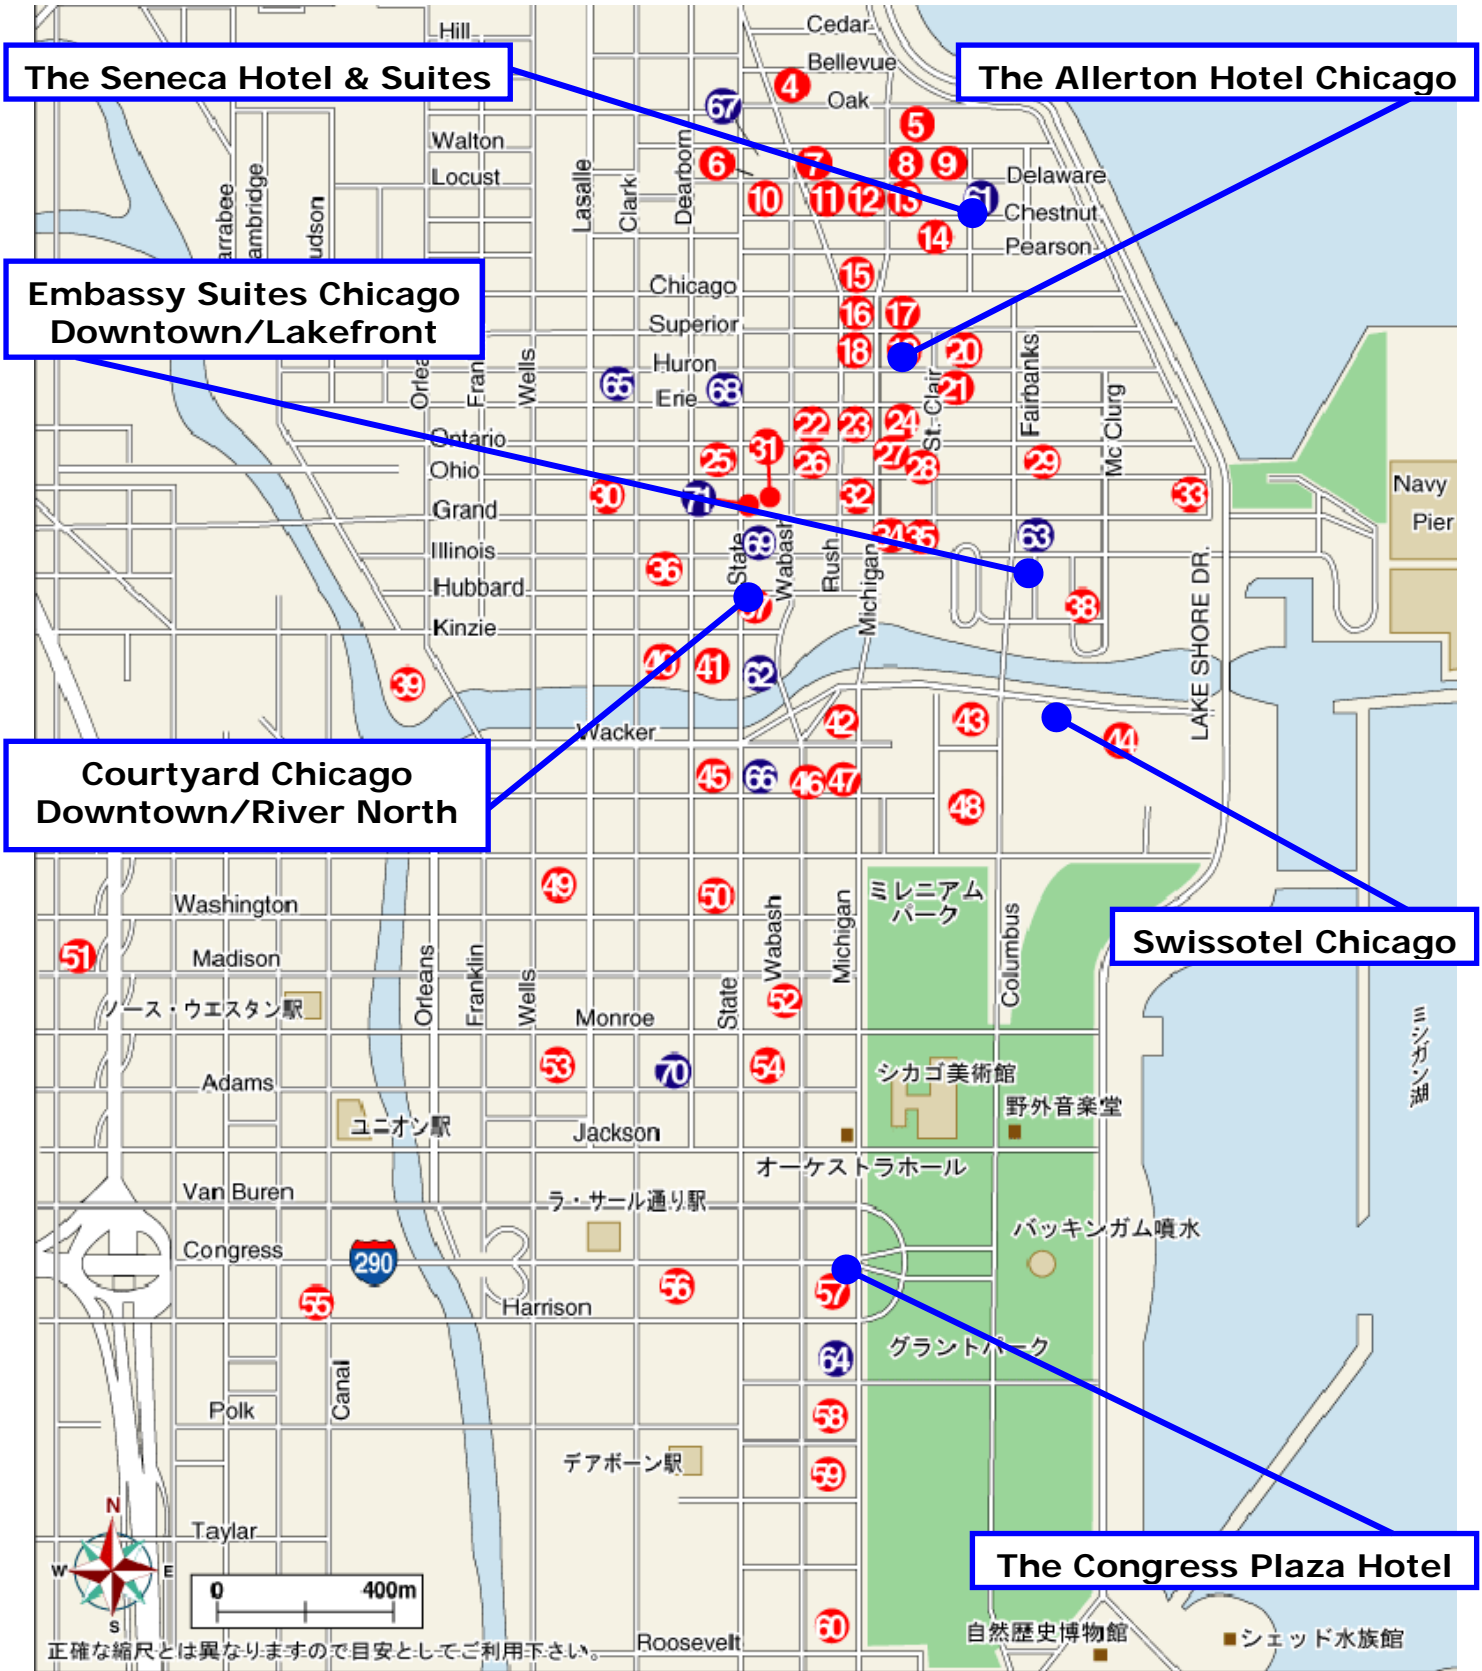 Hill
Cedar
The Seneca Hotel & Suites
Bellevue
The Allerton Hotel Chicago
4
Oak
67
5
Walton
6
7
8
9
Locust
Delaware
10
11
12
13
61
Chestnut
Lasalle
Clark
Dearborn
14
Pearson
15
Chicago
Embassy Suites Chicago
Downtown/Lakefront
16
17
Superior
18
20
Huron
65
68
21
Erie
Wells
St. Clair
Fairbanks
Mc Clurg
22
23
24
Ontario
31
25
26
27
28
29
Ohio
Navy
Pier
30
71
32
33
Grand
34
35
63
69
Illinois
36
State
Wabash
Rush
Michigan
Hubbard
38
Kinzie
LAKE SHORE DR.
39
40
41
62
42
43
44
Wacker
Courtyard Chicago
Downtown/River North
45
66
46
47
48
49
50
ミレニアム
パーク
Washington
Swissotel Chicago
51
Madison
Orleans
Franklin
Wells
State
Wabash
Michigan
Columbus
52
ノース・ウエスタン駅
Monroe
ミシガン湖
53
70
54
シカゴ美術館
Adams
野外音楽堂
ユニオン駅
Jackson
オーケストラホール
Van Buren
ラ・サール通り駅
バッキンガム噴水
Congress
290
55
56
57
Harrison
グラントパーク
64
Canal
Polk
58
デアボーン駅
59
N
Taylar
W
E
The Congress Plaza Hotel
0 400m
S
60
自然歴史博物館
シェッド水族館
Roosevelt
正確な縮尺とは異なりますので目安としてご利用下さい。